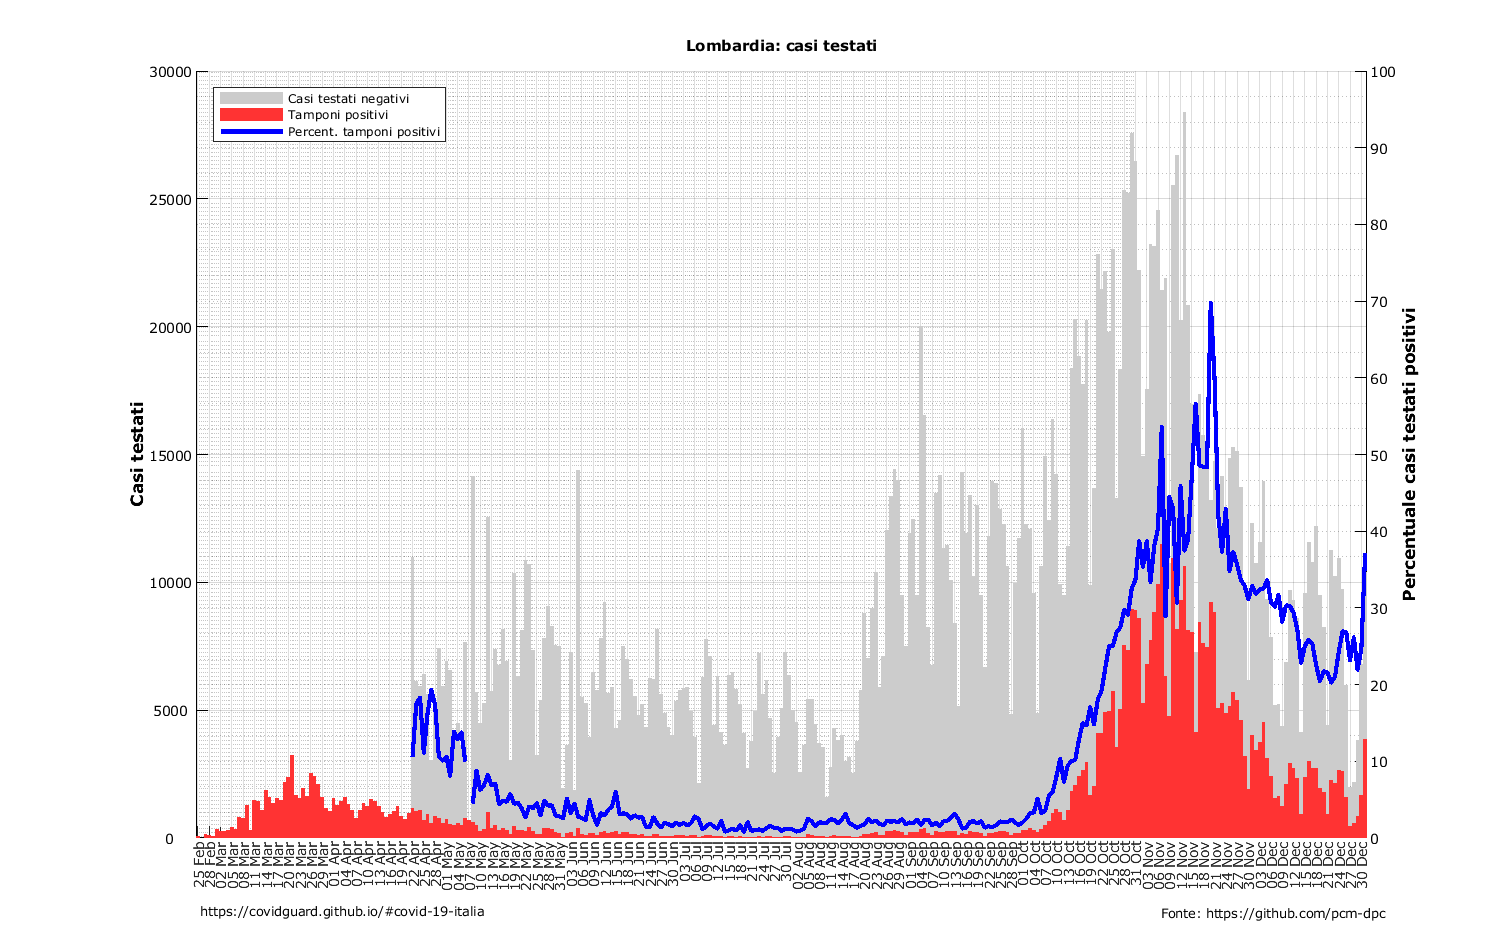 Lombardia: casi testati
30000
25000
20000
15000
10000
5000
0
100
90
80
70
60
50
40
30
20
10
0
Casi testati negativi
Tamponi positivi
Percent. tamponi positivi
Casi testati
Percentuale casi testati positivi
25 Feb
28 Feb
02 Mar
05 Mar
08 Mar
11 Mar
14 Mar
17 Mar
20 Mar
23 Mar
26 Mar
29 Mar
01 Apr
04 Apr
07 Apr
10 Apr
13 Apr
16 Apr
19 Apr
22 Apr
25 Apr
28 Apr
01 May
04 May
07 May
10 May
13 May
16 May
19 May
22 May
25 May
28 May
31 May
03 Jun
06 Jun
09 Jun
12 Jun
15 Jun
18 Jun
21 Jun
24 Jun
27 Jun
30 Jun
03 Jul
06 Jul
09 Jul
12 Jul
15 Jul
18 Jul
21 Jul
24 Jul
27 Jul
30 Jul
02 Aug
05 Aug
08 Aug
11 Aug
14 Aug
17 Aug
20 Aug
23 Aug
26 Aug
29 Aug
01 Sep
04 Sep
07 Sep
10 Sep
13 Sep
16 Sep
19 Sep
22 Sep
25 Sep
28 Sep
01 Oct
04 Oct
07 Oct
10 Oct
13 Oct
16 Oct
19 Oct
22 Oct
25 Oct
28 Oct
31 Oct
03 Nov
06 Nov
09 Nov
12 Nov
15 Nov
18 Nov
21 Nov
24 Nov
27 Nov
30 Nov
03 Dec
06 Dec
09 Dec
12 Dec
15 Dec
18 Dec
21 Dec
24 Dec
27 Dec
30 Dec
https://covidguard.github.io/#covid-19-italia
Fonte: https://github.com/pcm-dpc